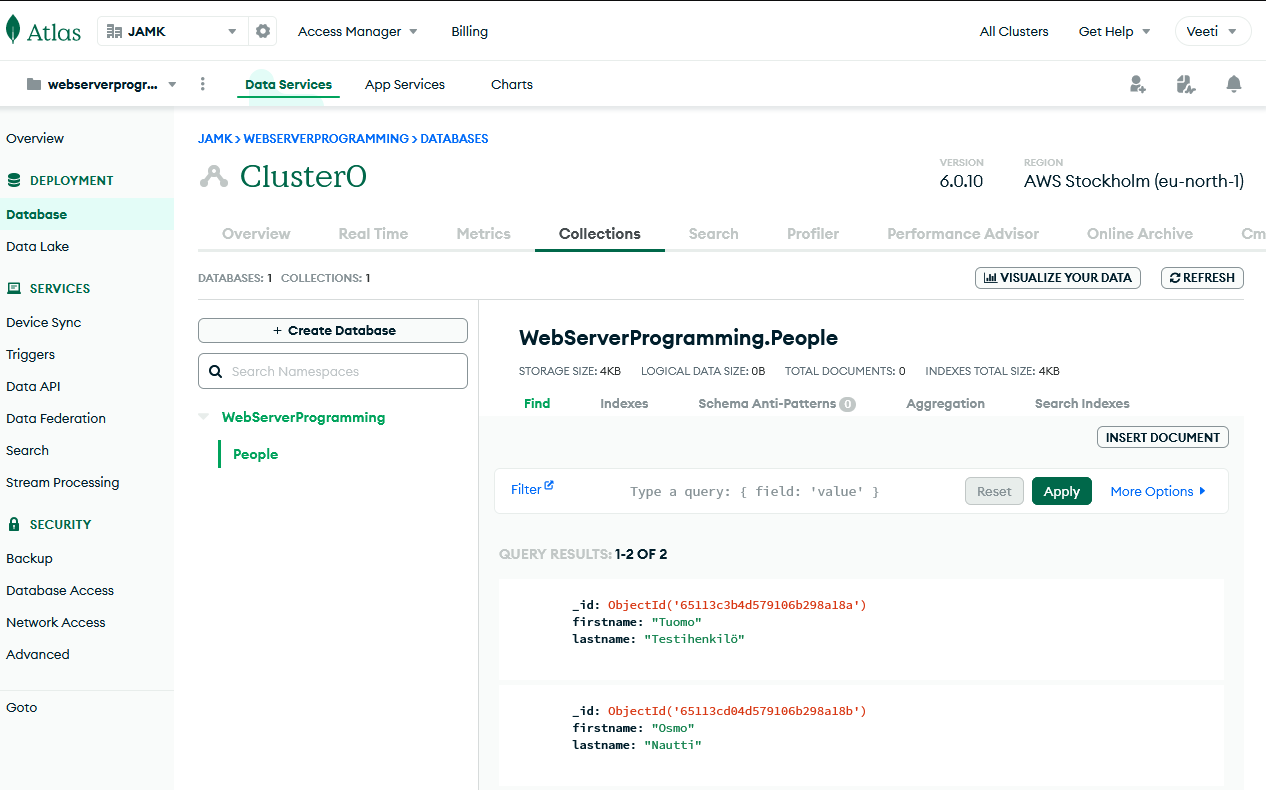 Atlas
JAMK
Access Manager
Billing
All Clusters
Get Help
Veeti
webserverprogr...
Data Services
App Services
Charts
Overview
DEPLOYMENT
Database
Data Lake
SERVICES
Device Sync
Triggers
Data API
Data Federation
Search
Stream Processing
SECURITY
Backup
Database Access
Network Access
Advanced
Goto
JAMK > WEBSERVERPROGRAMMING > DATABASES
Cluster0
VERSION
6.0.10
REGION
AWS Stockholm (eu-north-1)
Overview
Real Time
Metrics
Collections
Search
Profiler
Performance Advisor
Online Archive
Cm
DATABASES: 1 COLLECTIONS: 1
VISUALIZE YOUR DATA
REFRESH
+ Create Database
Search Namespaces
WebServerProgramming
People
WebServerProgramming.People
STORAGE SIZE: 4KB LOGICAL DATA SIZE: 0B TOTAL DOCUMENTS: 0 INDEXES TOTAL SIZE: 4KB
Find
Indexes
Schema Anti-Patterns 0
Aggregation
Search Indexes
INSERT DOCUMENT
Filter
Type a query: { field: 'value' }
Reset
Apply
More Options
QUERY RESULTS: 1-2 OF 2
_id: ObjectId('65113c3b4d579106b298a18a')
firstname: "Tuomo"
lastname: "Testihenkilö"
_id: ObjectId('65113cd04d579106b298a18b')
firstname: "Osmo"
lastname: "Nautti"